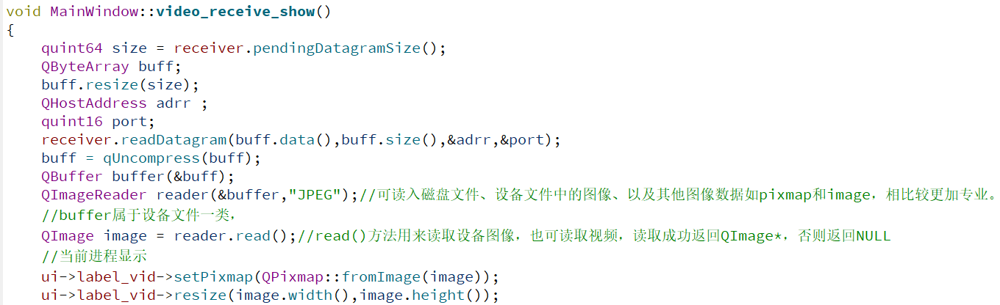 void MainWindow::video_receive_show()
{
    quint64 size = receiver.pendingDatagramSize();
    QByteArray buff;
    buff.resize(size);
    QHostAddress adrr ;
    quint16 port;
    receiver.readDatagram(buff.data(),buff.size(),&adrr,&port);
    buff = qUncompress(buff);
    QBuffer buffer(&buff);
    QImageReader reader(&buffer,"JPEG");//可读入磁盘文件、设备文件中的图像、以及其他图像数据如pixmap和image，相比较更加专业。
    //buffer属于设备文件一类，
    QImage image = reader.read();//read()方法用来读取设备图像，也可读取视频，读取成功返回QImage*，否则返回NULL
    //当前进程显示
    ui->label_vid->setPixmap(QPixmap::fromImage(image));
    ui->label_vid->resize(image.width(),image.height());